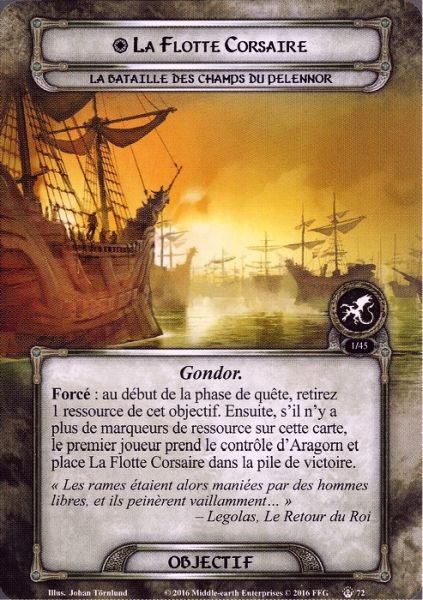 La Flotte Corsaire
La Bataille des Champs du Pelennor
1/45
Gondor.
Forcé : au début de la phase de quête, retirez
1 ressource de cet objectif. Ensuite, s'il n'y a
plus de marqueurs de ressource sur cette carte,
le premier joueur prend le contrôle d'Aragorn et
place La Flotte Corsaire dans la pile de victoire.
« Les rames étaient alors maniées par des hommes
libres, et ils peinèrent vaillamment… »
– Legolas, Le Retour du Roi
OBJECTIF
Illus. Johan Törnlund © 2016 Middle-earth Enterprises © 2016 FFG 72